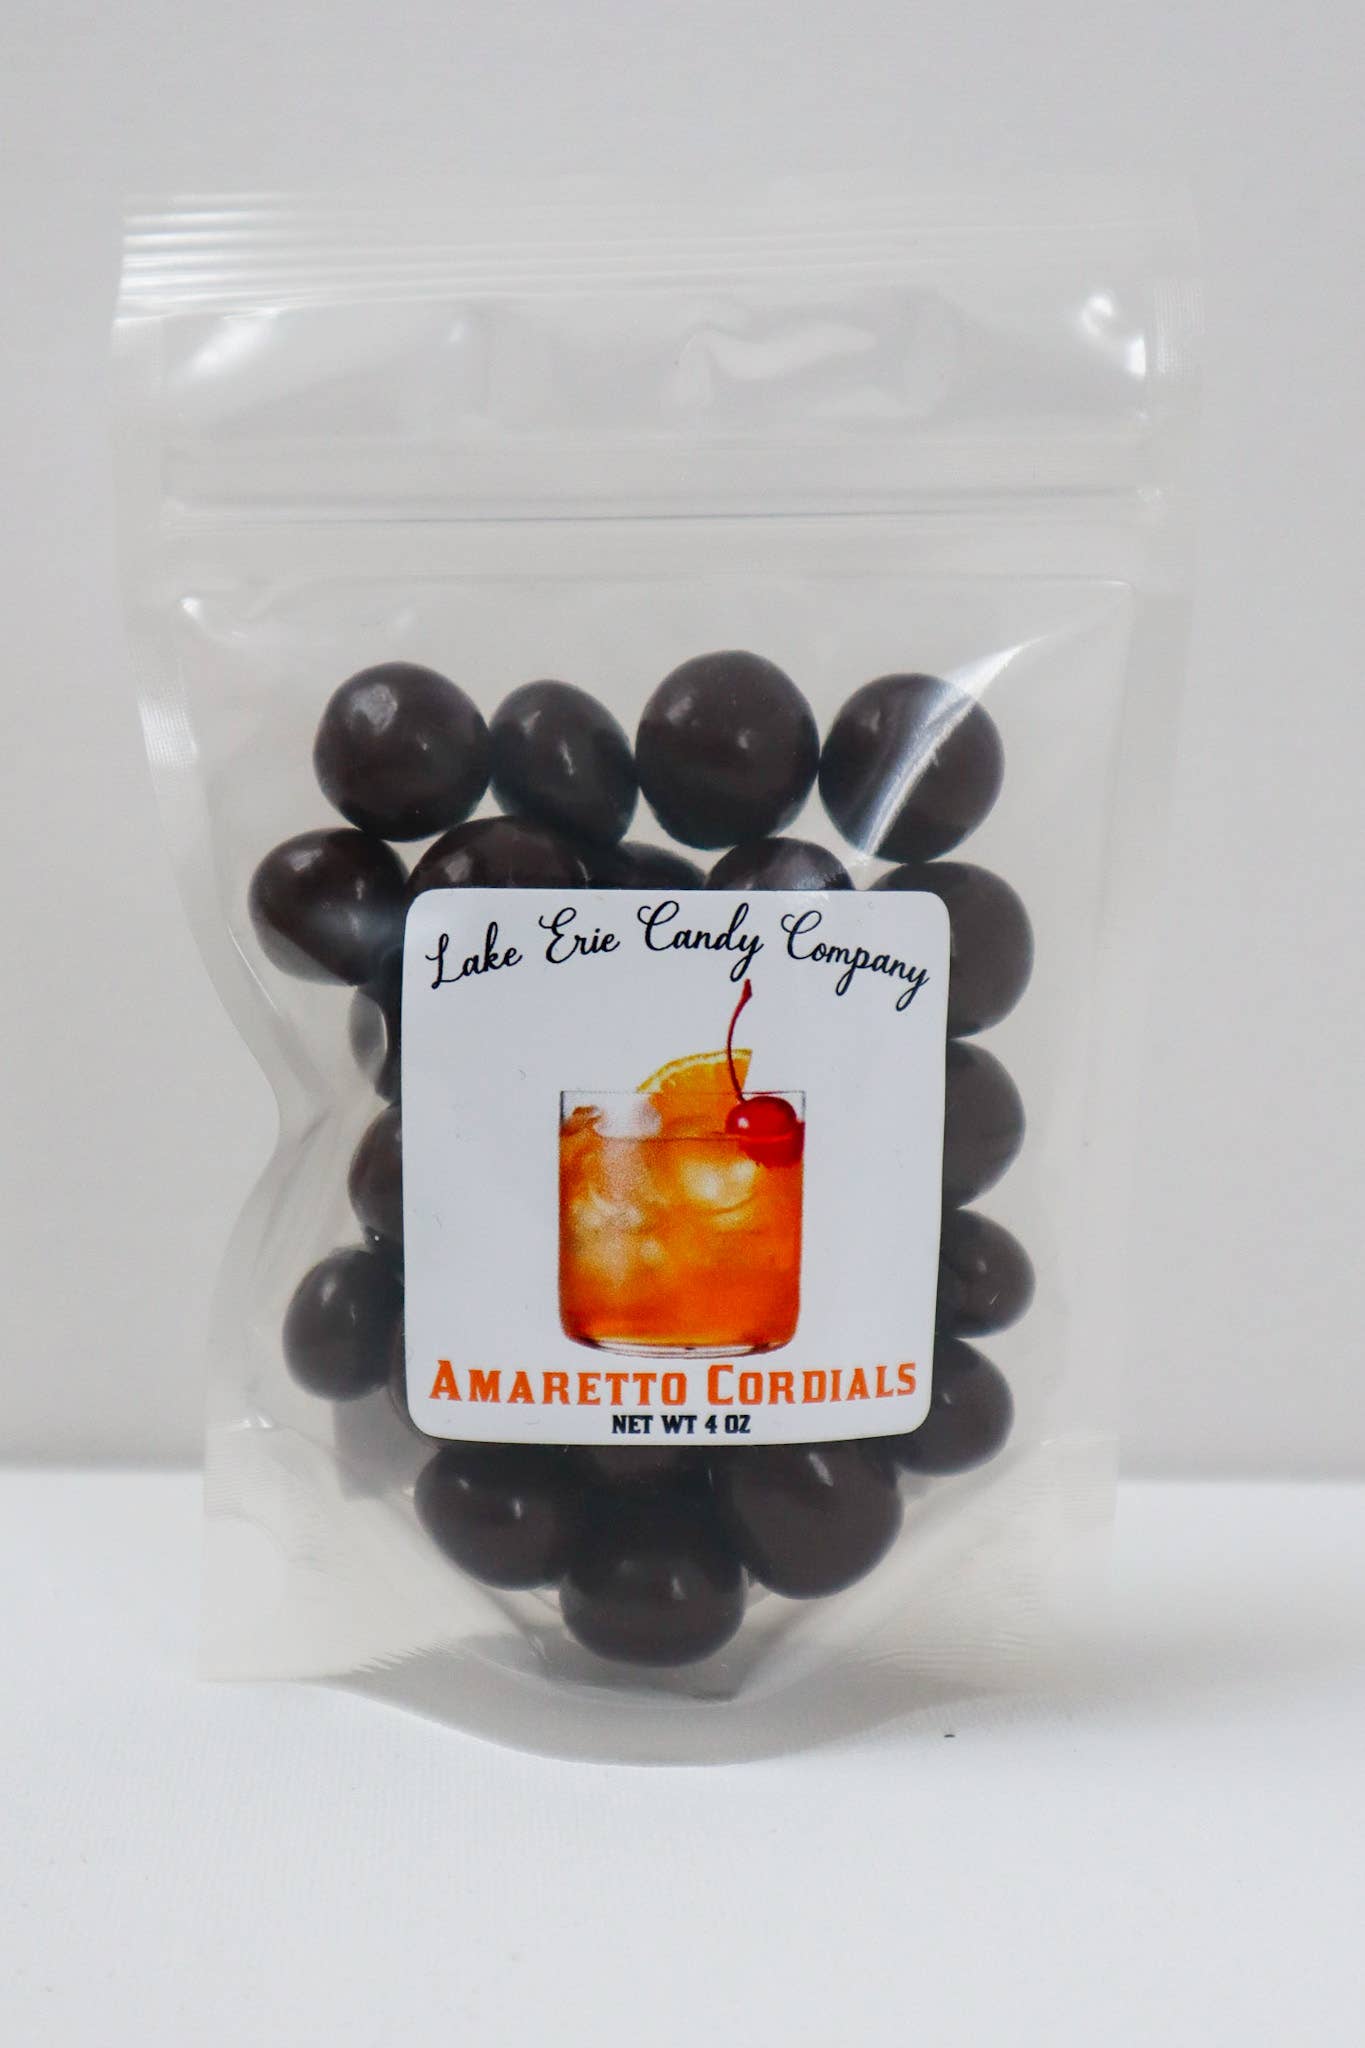 Lake Erie Candy Company
Amaretto Cordials
NET WT 4 OZ